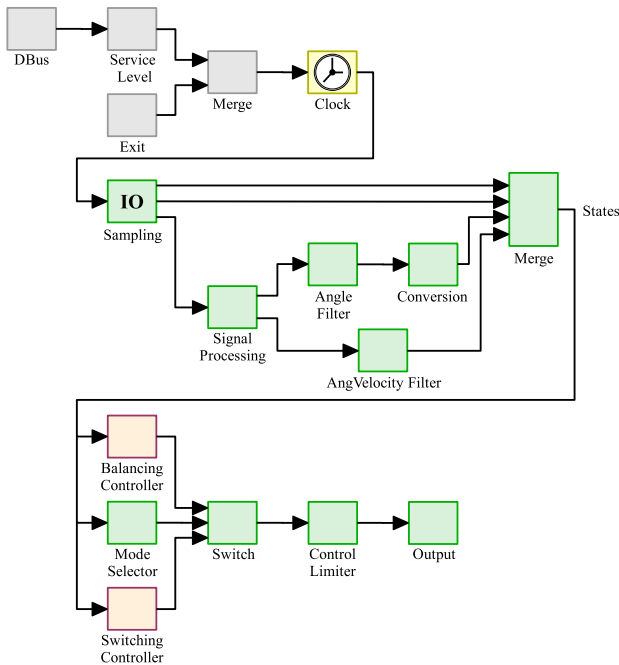 DBus
Service
Level
Exit
Merge
Clock
IO
Sampling
Signal
Processing
Angle
Filter
Conversion
AngVelocity Filter
Merge
States
Balancing
Controller
Mode
Selector
Switching
Controller
Switch
Control
Limiter
Output